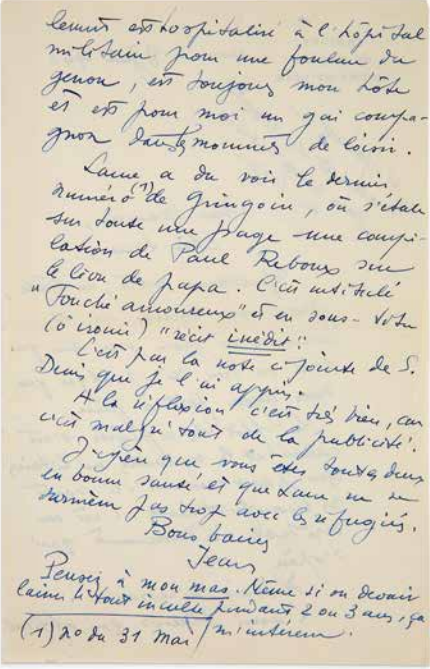 lement est hospitalisé à l'hôpital
militaire pour une foulure du
genou, est toujours mon hôte
et est pour moi un gai compa-
gnon dans les moments de loisir.
Laure a du voir le dernier
numéro (1) de Gringoire, où s'étale
sur toute une page une compi-
lation de Paul Reboux sur
le livre de papa. C'est intitulé
"Fouché amoureux" et en sous-titre
(ô ironie) "récit inédit".
C'est par la note ci-jointe de S.
Denis que je l'ai appris.
A la réflexion c'est très bien, car
c'est malgré tout de la publicité.
J'espère que vous êtes toutes deux
en bonne santé et que Laure ne se
surmène pas trop avec les réfugiés.
Bons baisers
Jean
Pensez à mon mas. Même si on devait
laisser le tout inculte pendant 2 ou 3 ans, ça
(1) no du 31 mai / m'intéresse.